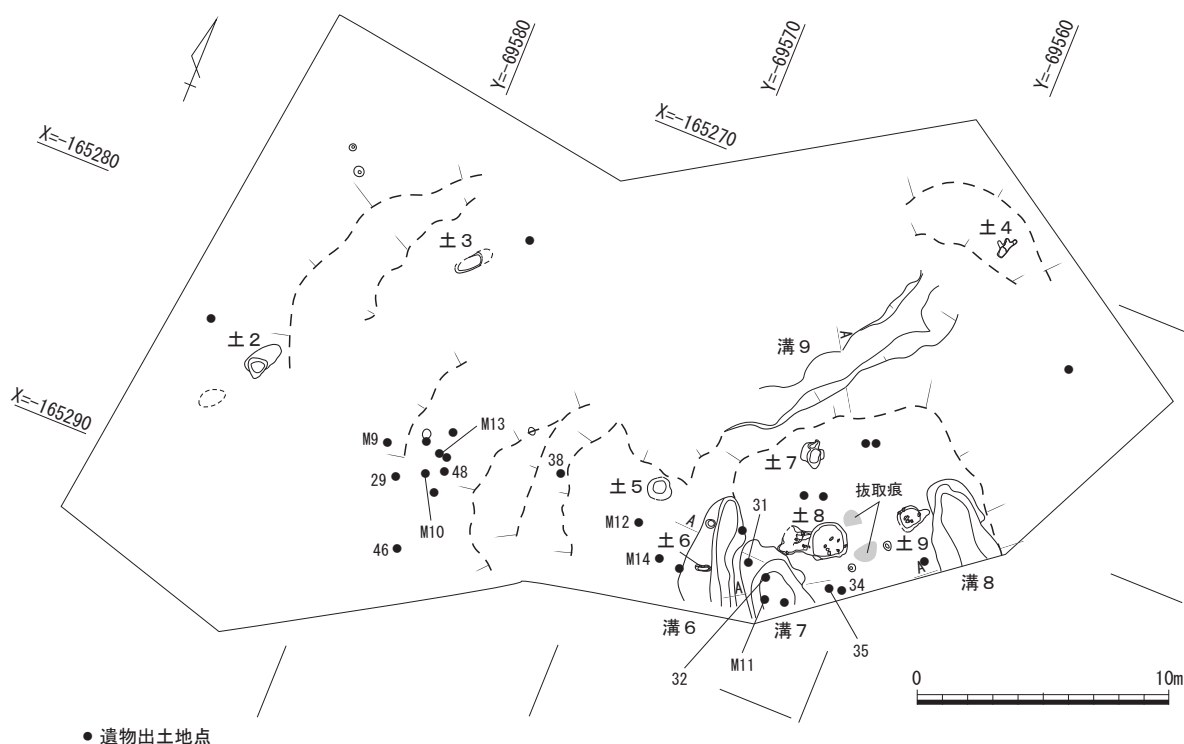 Y=-69580
Y=-69570
Y=-69560
X=-165280
X=-165270
土3
土4
土2
溝9
X=-165290
M9
M13
29
48
38
土7
土5
抜取痕
M10
M12
31
土8
A
46
M14
土6
土9
A
A
A
溝8
34
溝6
溝7
35
32
M11
0
10m
● 遺物出土地点